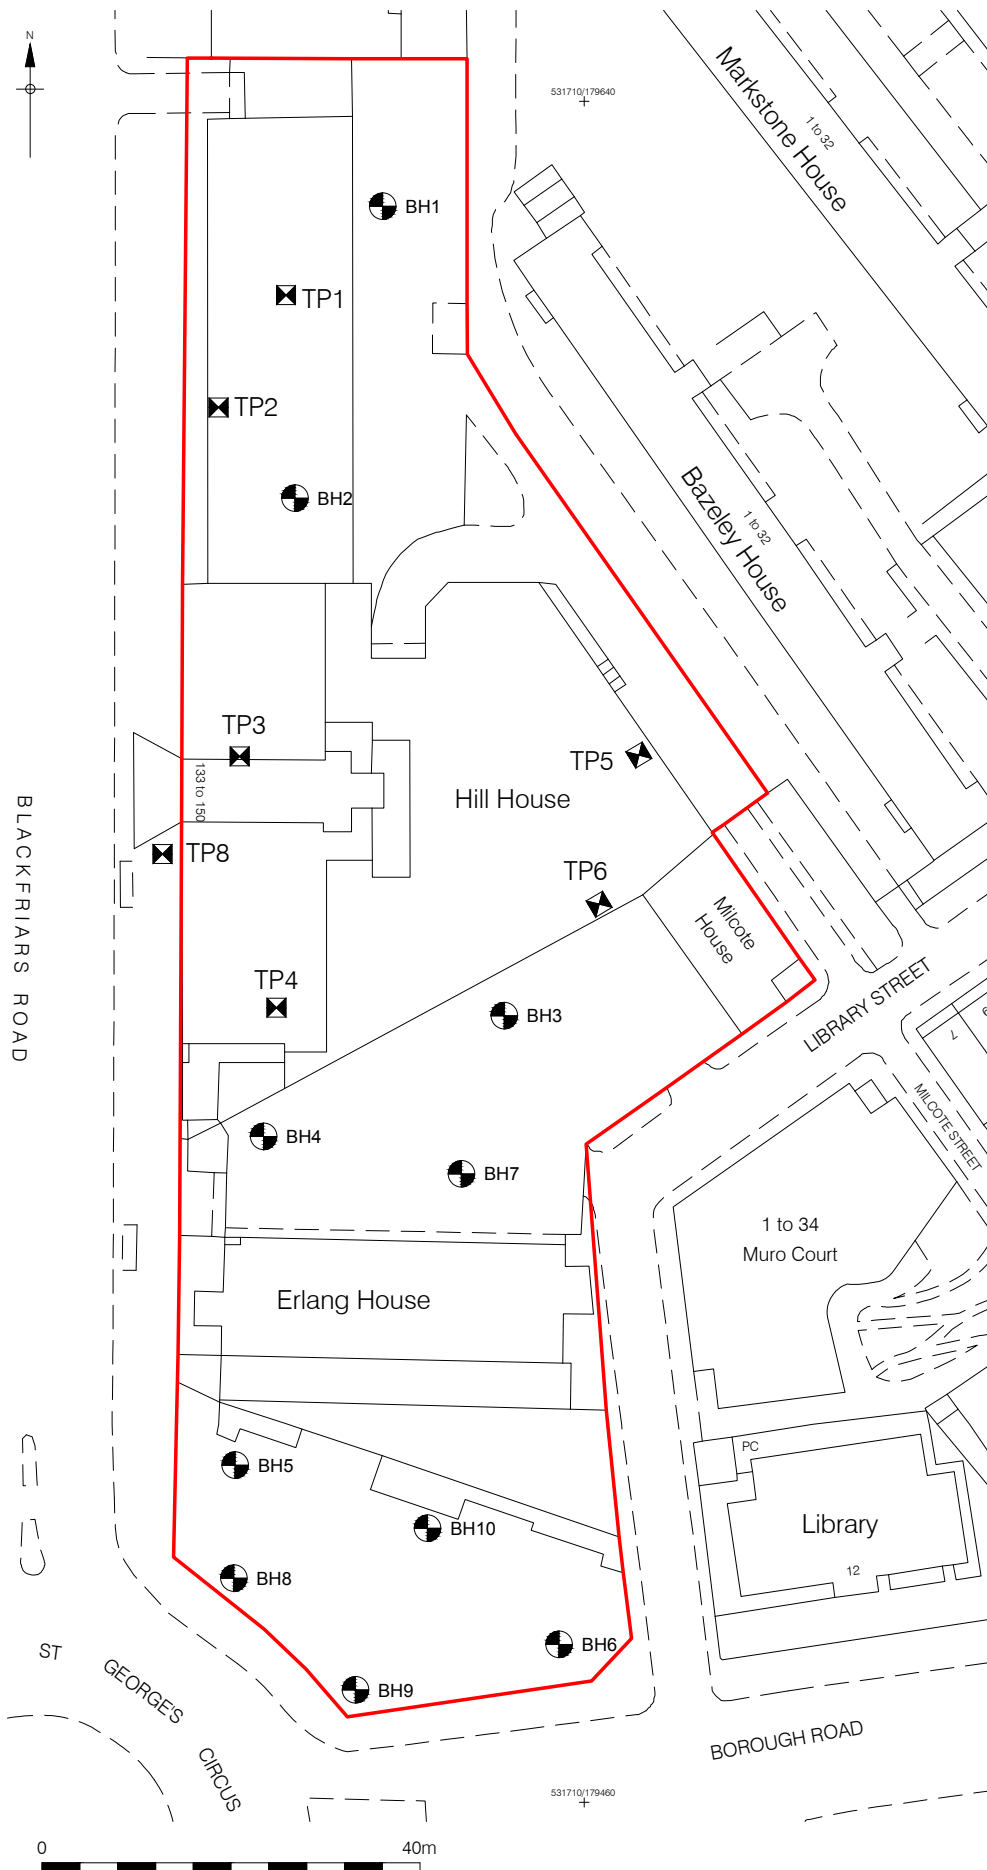 N
531710/179640
Markstone House
1 to 32
BH1
TP1
TP2
BH2
Bazeley House
1 to 32
TP3
TP5
133 to 150
Hill House
BLACKFRIARS ROAD
TP8
TP6
Milcote
House
TP4
LIBRARY STREET
BH3
7
MILCOTE STREET
BH4
BH7
1 to 34
Muro Court
Erlang House
PC
BH5
BH10
Library
12
BH8
BH6
ST
GEORGE'S
CIRCUS
BH9
BOROUGH ROAD
531710/179460
0
40m